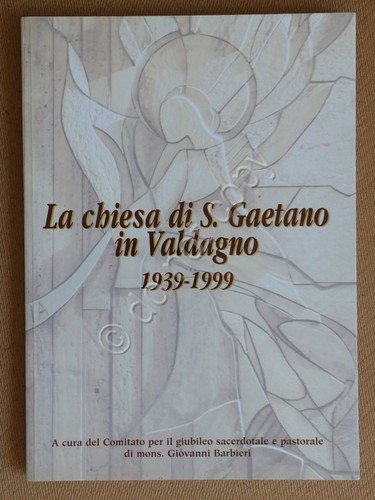 La chiesa di S. Gaetano
in Valdagno
1939-1999
A cura del Comitato per il giubileo sacerdotale e pastorale
di mons. Giovanni Barbieri